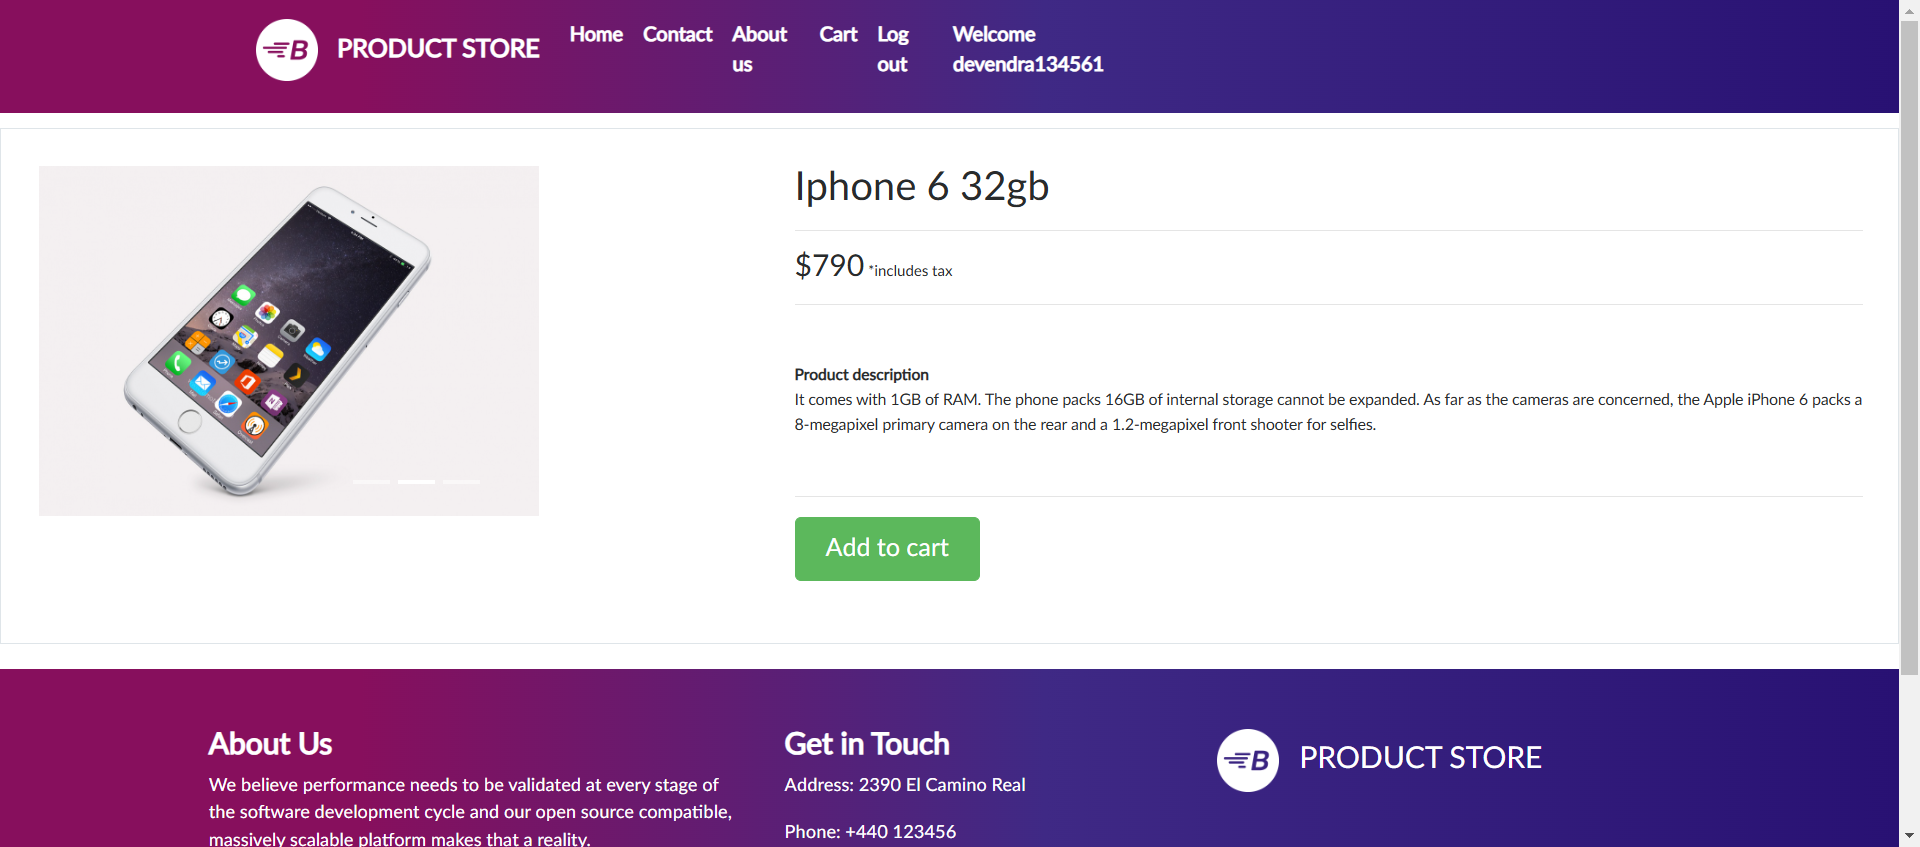 B PRODUCT STORE Home Contact About us Cart Log out Welcome devendra134561
Iphone 6 32gb
$790 *includes tax
Product description
It comes with 1GB of RAM. The phone packs 16GB of internal storage cannot be expanded. As far as the cameras are concerned, the Apple iPhone 6 packs a
8-megapixel primary camera on the rear and a 1.2-megapixel front shooter for selfies.
Add to cart
About Us
We believe performance needs to be validated at every stage of
the software development cycle and our open source compatible,
massively scalable platform makes that a reality.
Get in Touch
Address: 2390 El Camino Real
Phone: +440 123456
B PRODUCT STORE